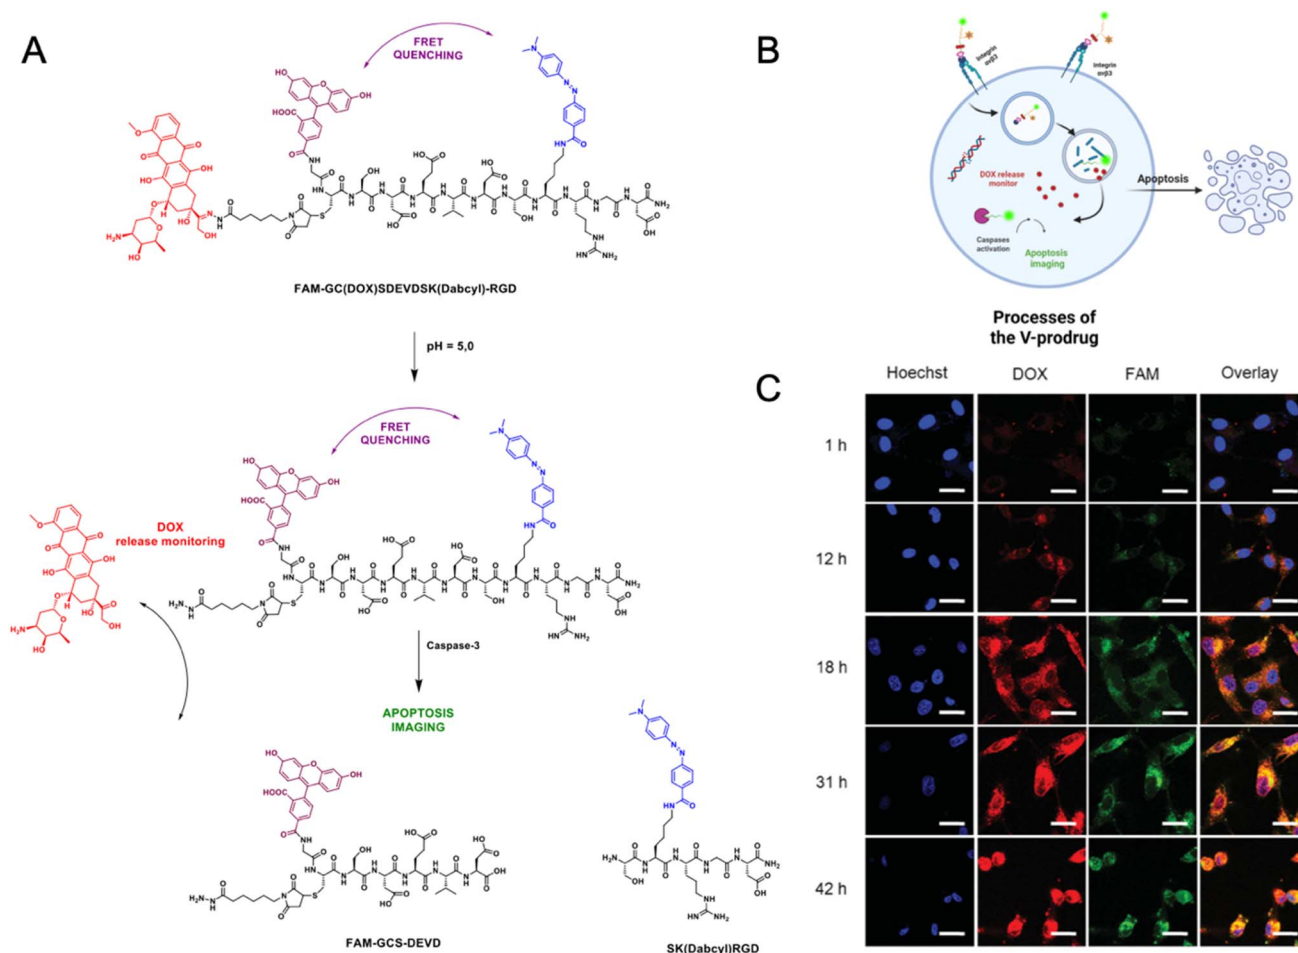 A
FRET
QUENCHING
FAM-GC(DOX)SDEVDSK(Dabcyl)-RGD
pH = 5,0
FRET
QUENCHING
DOX
release monitoring
Caspase-3
APOPTOSIS
IMAGING
FAM-GCS-DEVD
SK(Dabcyl)RGD
B
Integrin
αvβ3
Integrin
αvβ3
DOX release
monitor
Caspases
activation
Apoptosis
imaging
Apoptosis
Processes of
the V-prodrug
C
Hoechst
DOX
FAM
Overlay
1 h
12 h
18 h
31 h
42 h